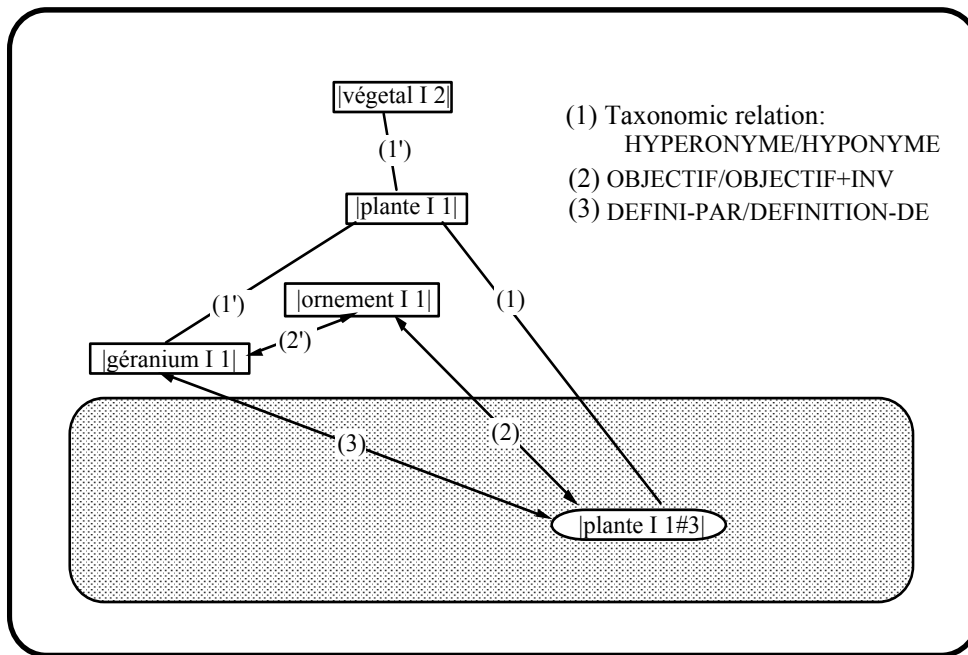 |végetal I 2|
(1) Taxonomic relation:
HYPERONYME/HYPONYME
(1')
(2) OBJECTIF/OBJECTIF+INV
|plante I 1|
(3) DEFINI-PAR/DEFINITION-DE
(1')
|ornement I 1|
(1)
(2')
|géranium I 1|
(3)
(2)
|plante I 1#3|